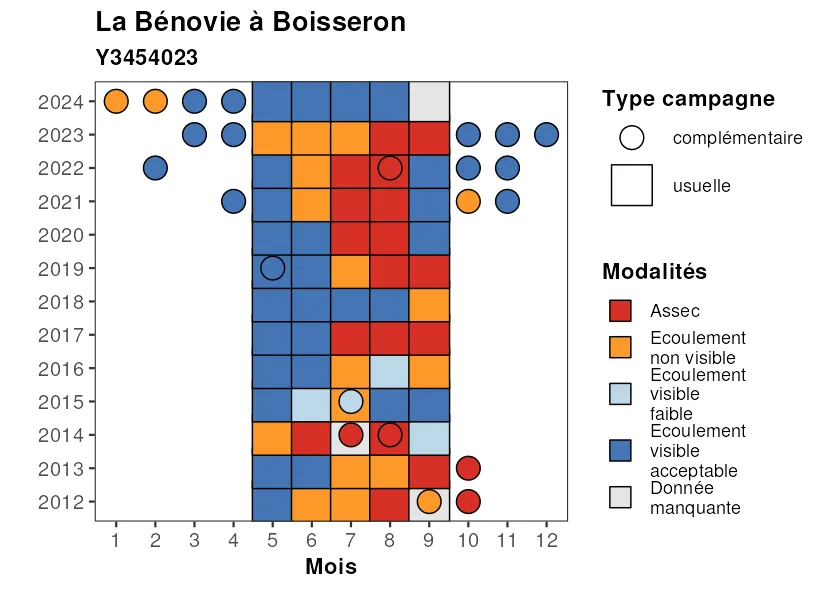 La Bénovie à Boisseron
Y3454023
2024
2023
2022
2021
2020
2019
2018
2017
2016
2015
2014
2013
2012
1 2 3 4 5 6 7 8 9 10 11 12
Mois
Type campagne
complémentaire
usuelle
Modalités
Assec
Ecoulement
non visible
Ecoulement
visible
faible
Ecoulement
visible
acceptable
Donnée
manquante